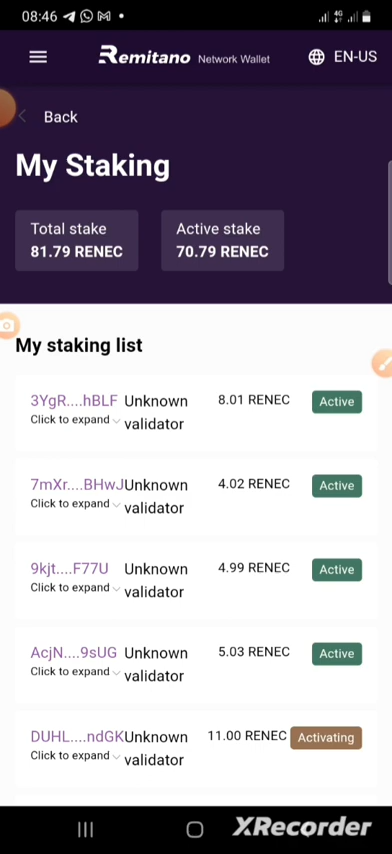 08:46
4G
Remitano Network Wallet
EN-US
Back
My Staking
Total stake
81.79 RENEC
Active stake
70.79 RENEC
My staking list
3YgR....hBLF Unknown validator
8.01 RENEC
Active
Click to expand
7mXr....BHwJ Unknown validator
4.02 RENEC
Active
Click to expand
9kjt....F77U Unknown validator
4.99 RENEC
Active
Click to expand
AcjN....9sUG Unknown validator
5.03 RENEC
Active
Click to expand
DUHL....ndGK Unknown validator
11.00 RENEC
Activating
Click to expand
XRecorder